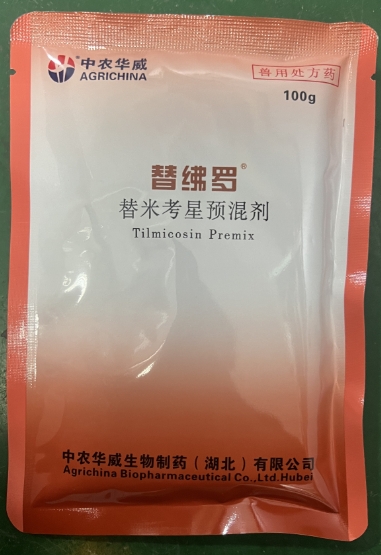 中农华威
AGRICHINA
兽用处方药
100g
替绋罗®
替米考星预混剂
Tilmicosin Premix
中农华威生物制药（湖北）有限公司
Agrichina Biopharmaceutical Co.,Ltd.Hubei